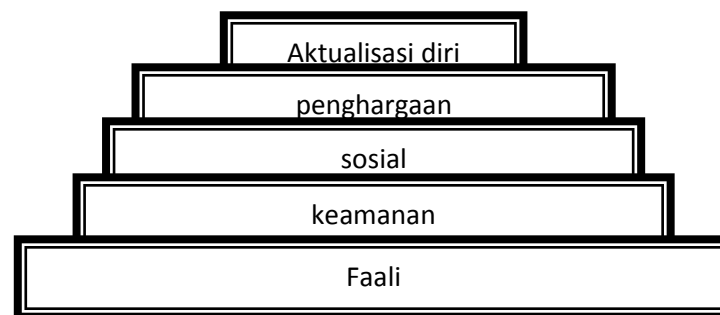 Aktualisasi diri
penghargaan
sosial
keamanan
Faali